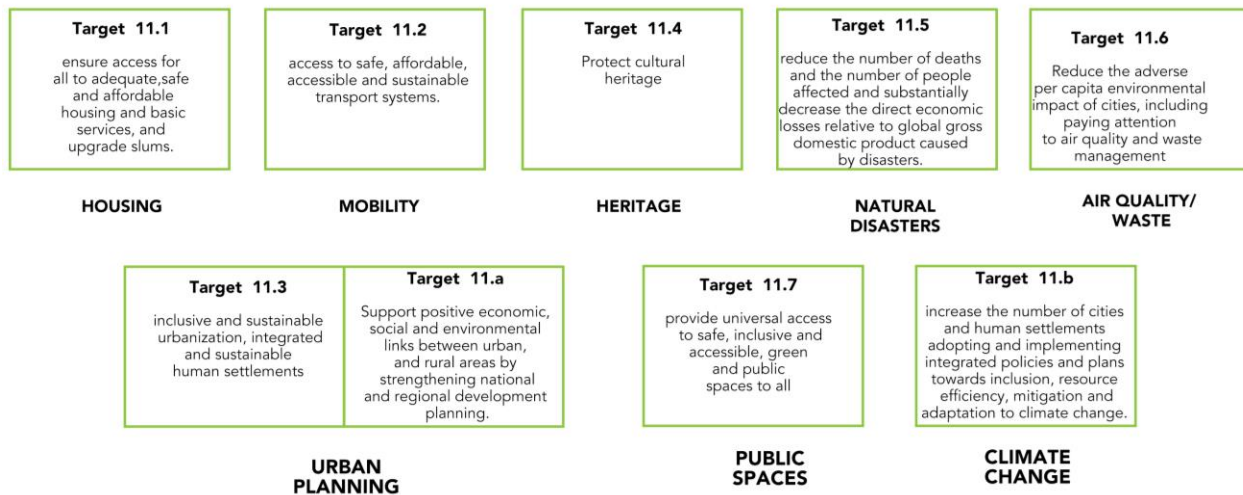 Target 11.1
ensure access for
all to adequate,safe
and affordable
housing and basic
services, and
upgrade slums.
HOUSING
Target 11.2
access to safe, affordable,
accessible and sustainable
transport systems.
MOBILITY
Target 11.4
Protect cultural
heritage
HERITAGE
Target 11.5
reduce the number of deaths
and the number of people
affected and substantially
decrease the direct economic
losses relative to global gross
domestic product caused
by disasters.
NATURAL
DISASTERS
Target 11.6
Reduce the adverse
per capita environmental
impact of cities, including
paying attention
to air quality and waste
management
AIR QUALITY/
WASTE
Target 11.3
inclusive and sustainable
urbanization, integrated
and sustainable
human settlements
Target 11.a
Support positive economic,
social and environmental
links between urban,
and rural areas by
strengthening national
and regional development
planning.
URBAN
PLANNING
Target 11.7
provide universal access
to safe, inclusive and
accessible, green
and public
spaces to all
PUBLIC
SPACES
Target 11.b
increase the number of cities
and human settlements
adopting and implementing
integrated policies and plans
towards inclusion, resource
efficiency, mitigation and
adaptation to climate change.
CLIMATE
CHANGE